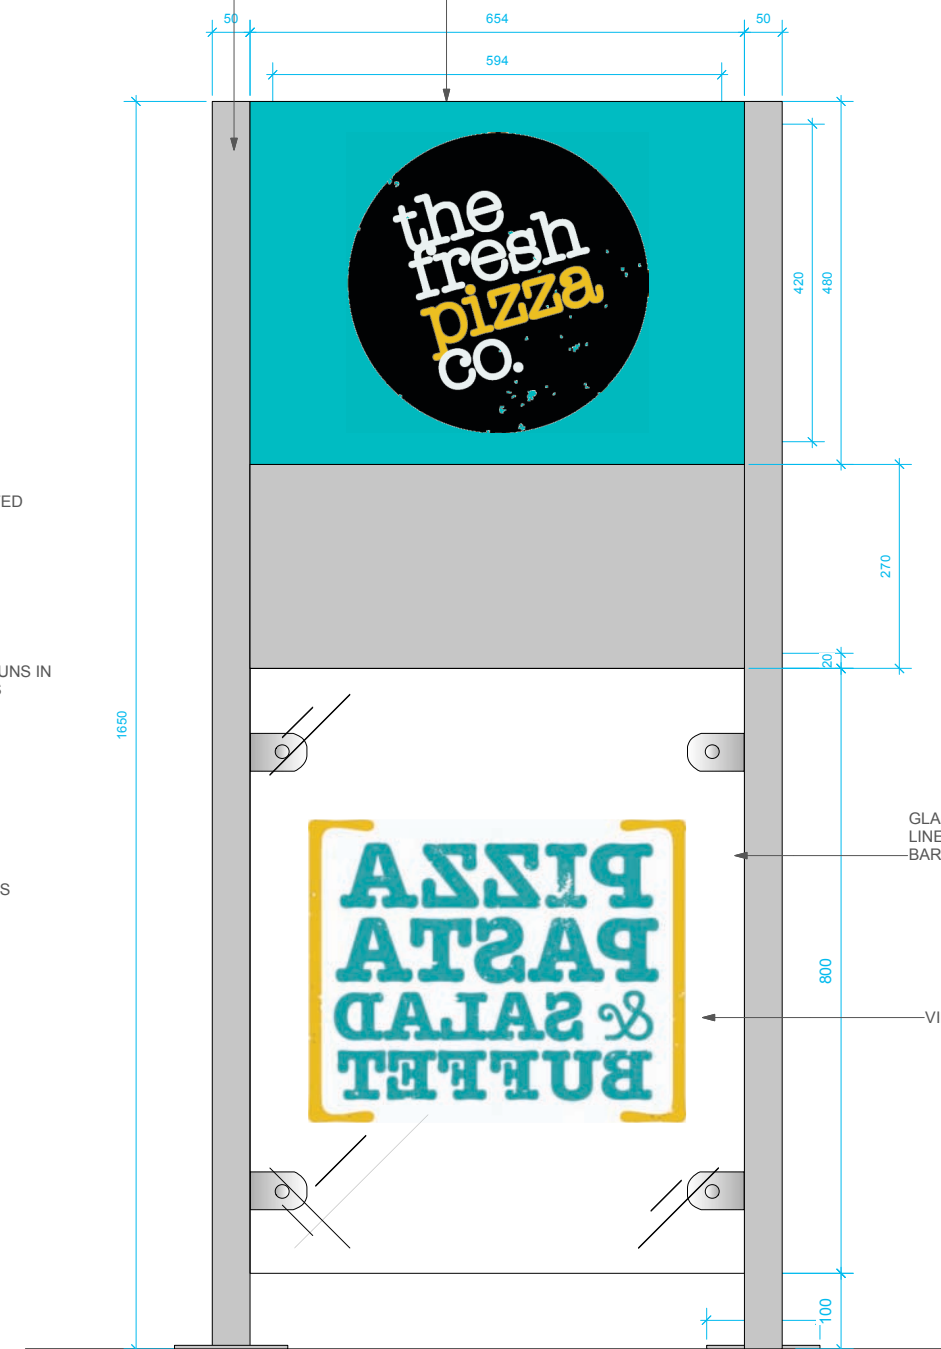 50
654
50
594
the
fresh
pizza
co.
420
480
270
20
1650
ED
UNS IN
S
S
GLA
LINE
BAR
PIZZA
PASTA
& SALAD
BUFFET
800
VI
100